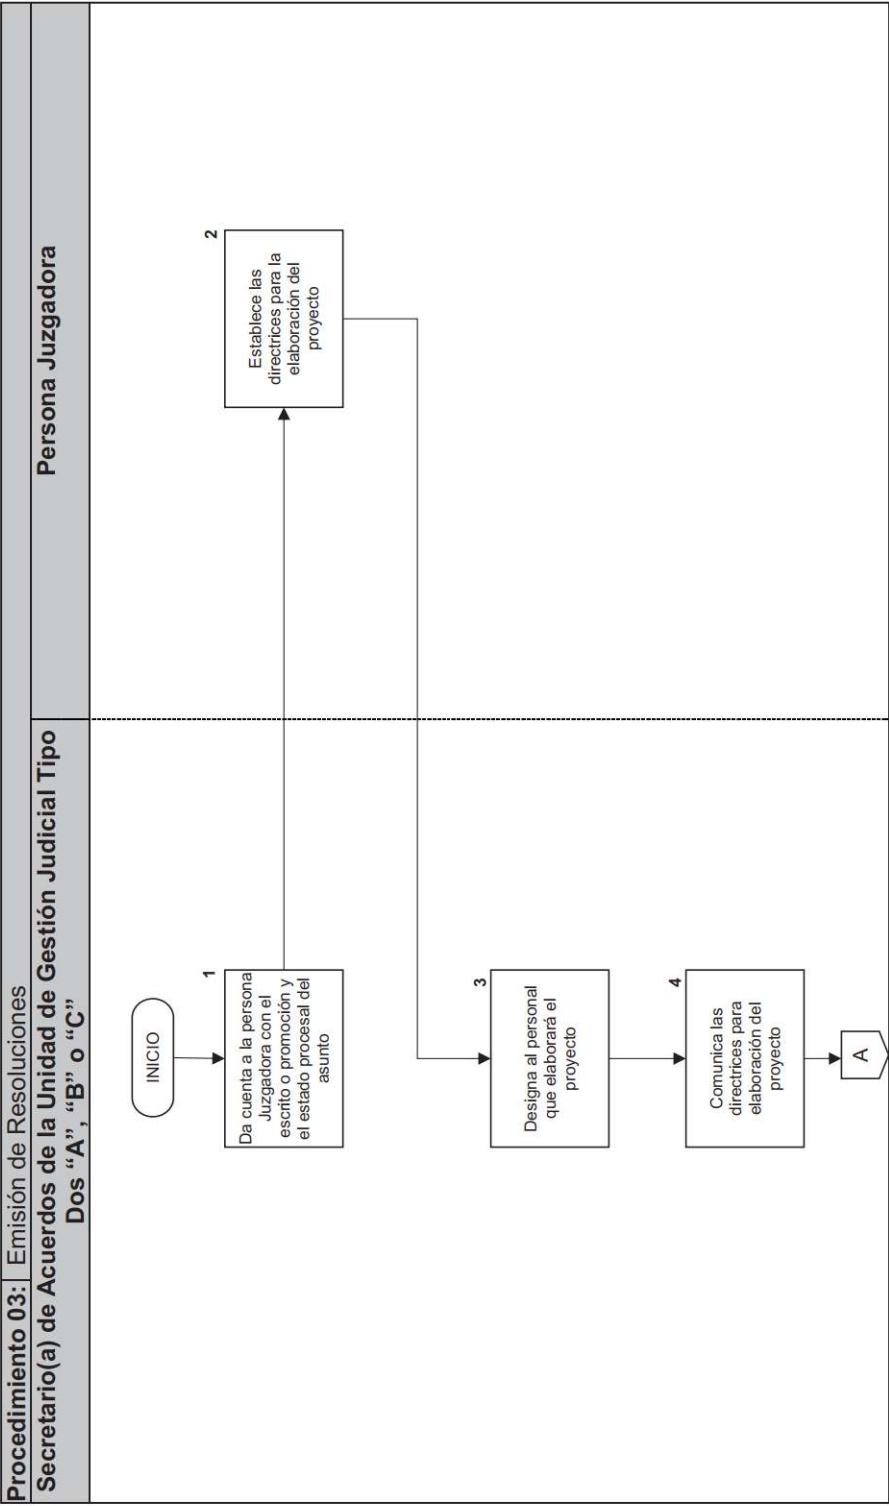 Procedimiento 03: Emisión de Resoluciones
Secretario(a) de Acuerdos de la Unidad de Gestión Judicial Tipo
Dos “A”, “B” o “C”
Persona Juzgadora
INICIO
1
Da cuenta a la persona
Juzgadora con el
escrito o promoción y
el estado procesal del
asunto
2
Establece las
directrices para la
elaboración del
proyecto
3
Designa al personal
que elaborará el
proyecto
4
Comunica las
directrices para
elaboración del
proyecto
A